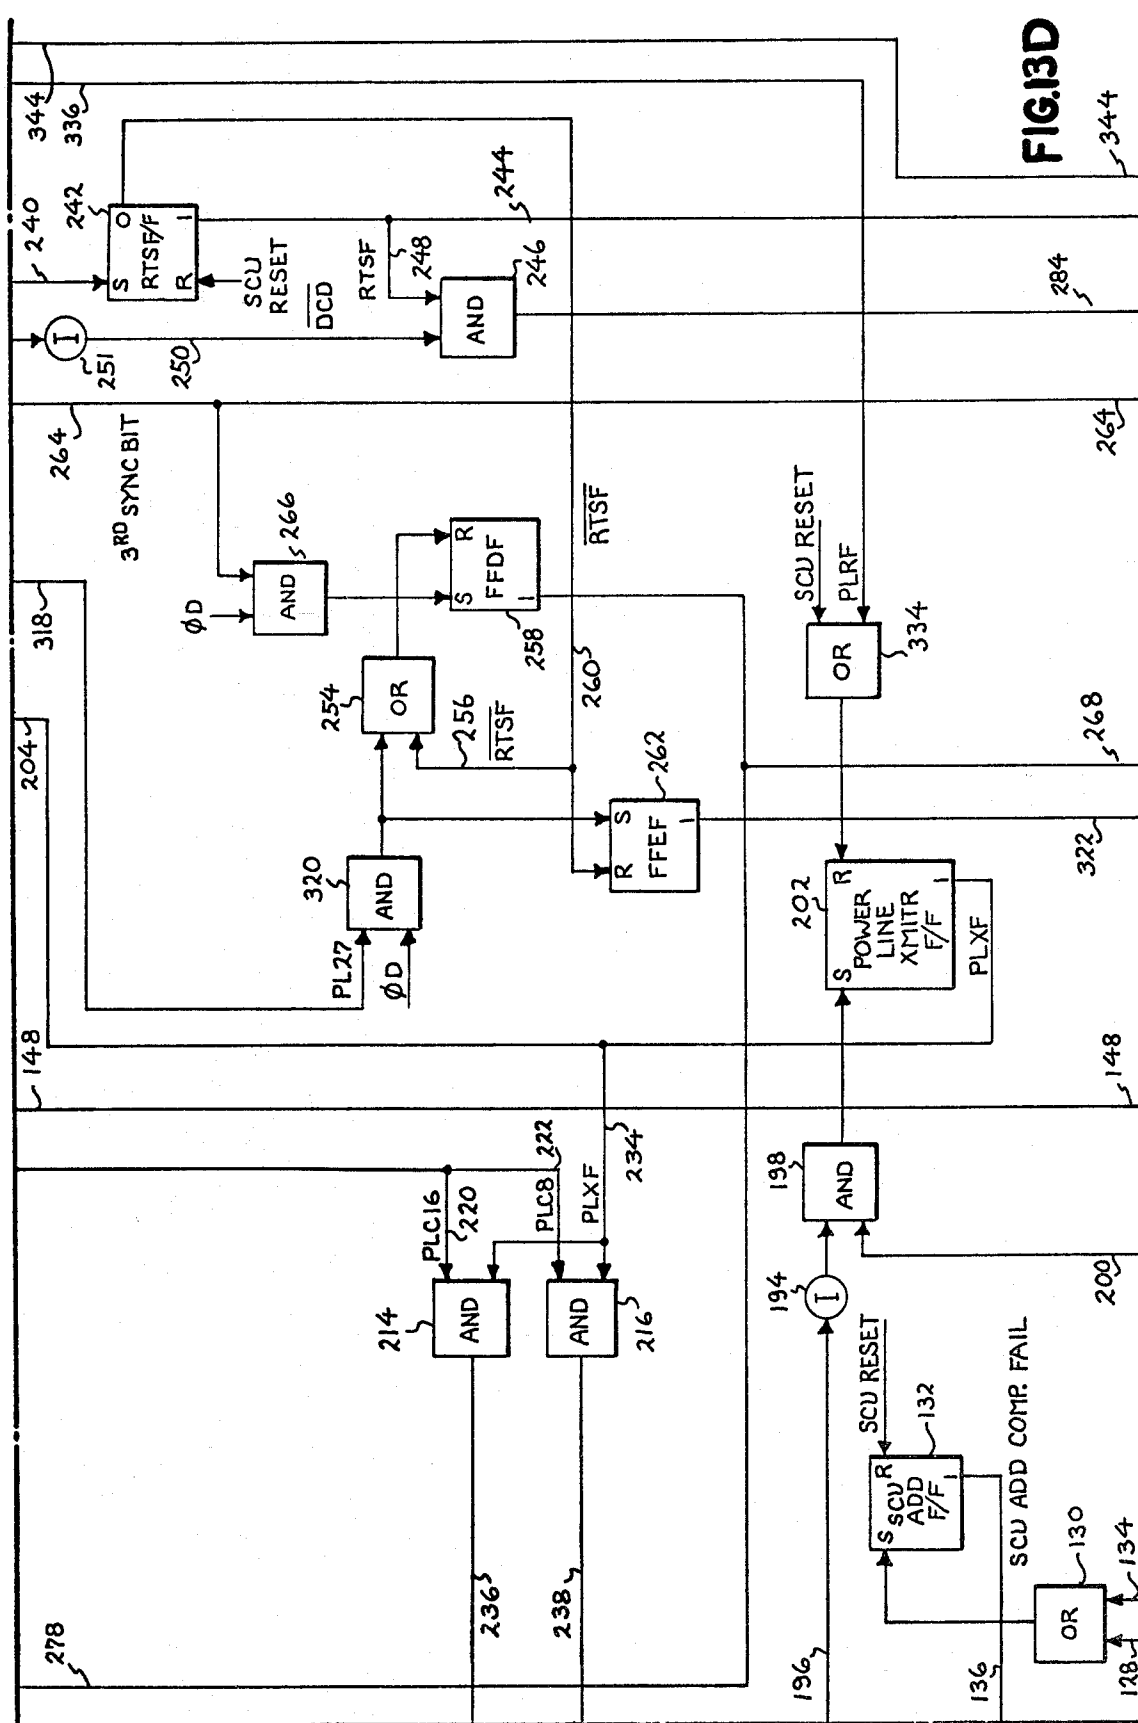 FIG.13D
344
336
240
242
S
O
RTSF/F
R
1
SCU
RESET
DCD
RTSF
248
244
246
AND
I
251
250
284
344
264
3RD SYNC BIT
264
266
AND
ØD
318
R
S
FFDF
1
258
RTSF
260
254
OR
256
RTSF
204
SCU RESET
PLRF
OR
334
268
262
S
R
FFEF
1
322
320
AND
PL27
ØD
202
R
S
POWER
LINE
XMITR
F/F
1
PLXF
148
148
222
PLC16
220
PLC8
PLXF
234
198
AND
214
AND
AND
216
194
I
200
SCU RESET
132
S
R
SCU
ADD
F/F
1
SCU ADD COMP. FAIL
278
236
238
196
136
130
OR
128
134